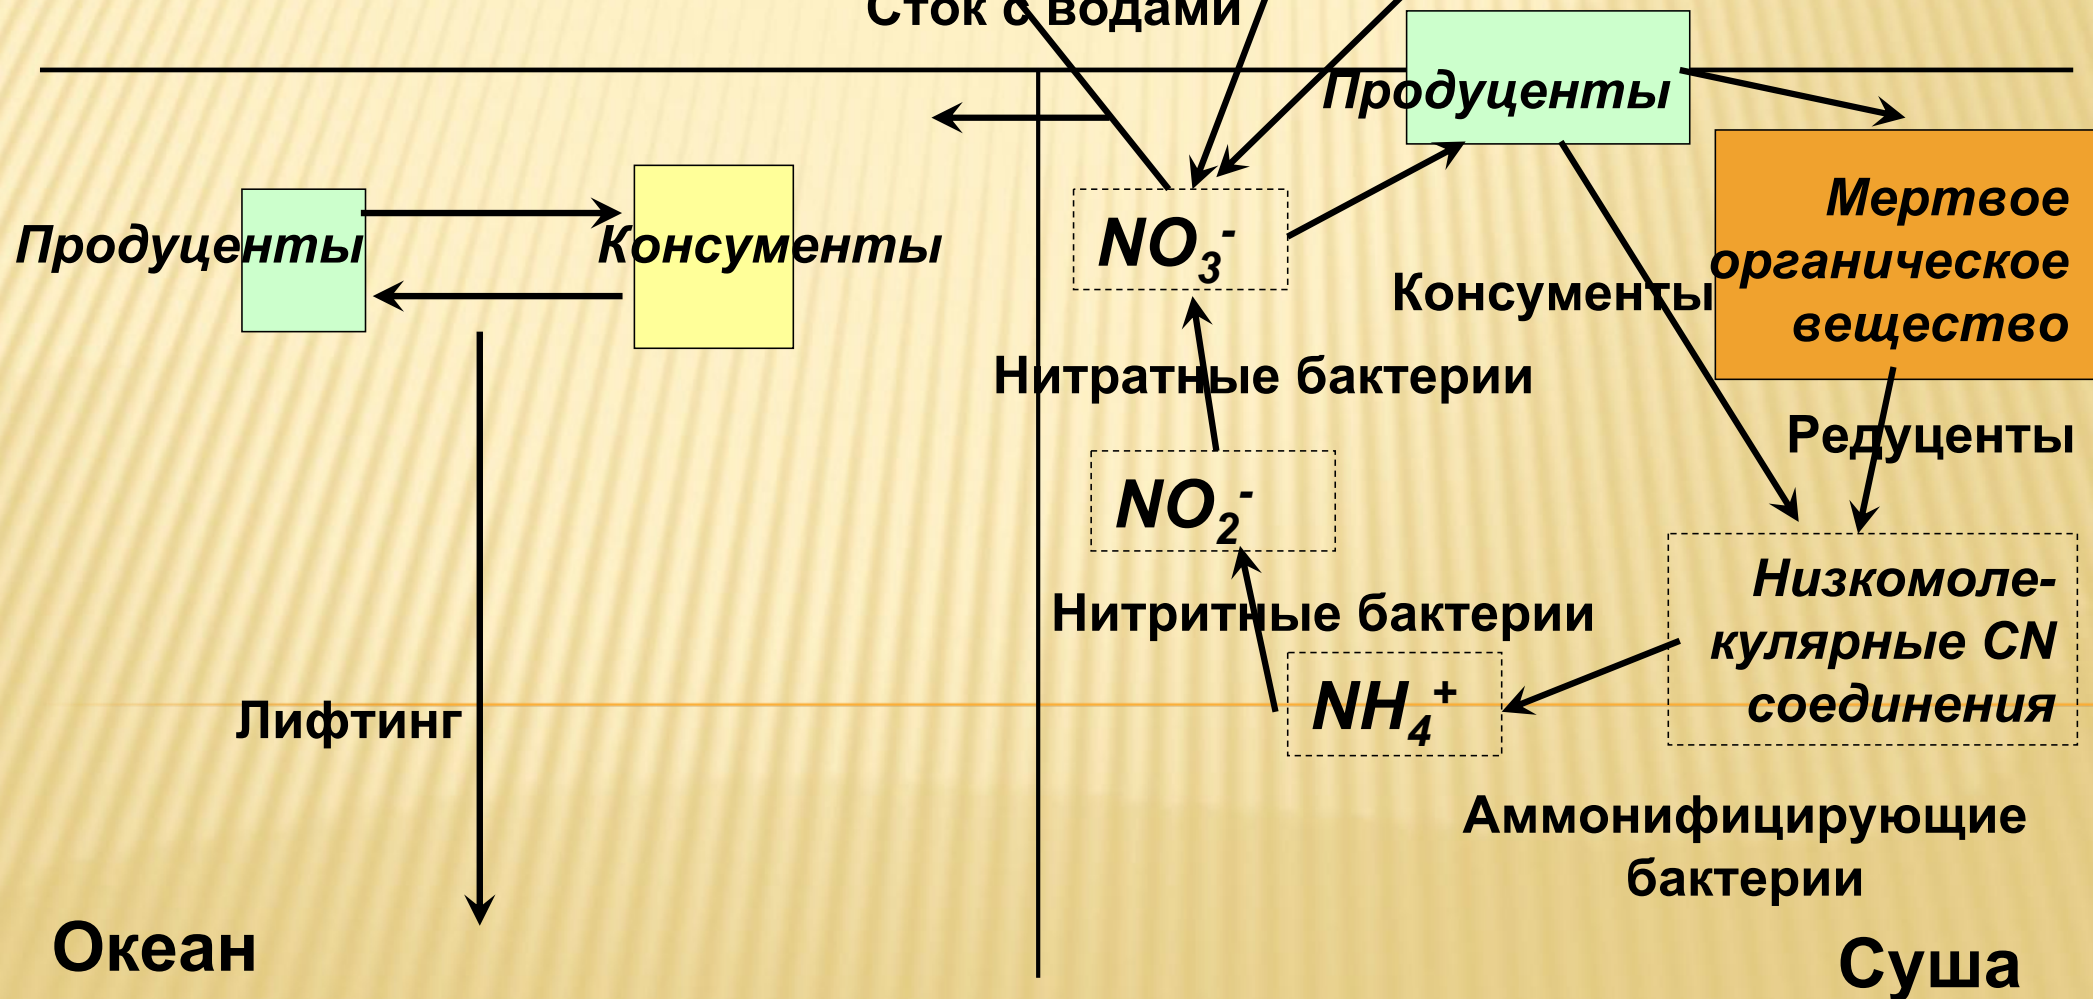 Сток с водами
Продуценты
Мертвое
органическое
вещество
Продуценты
Консументы
NO3-
Консументы
Нитратные бактерии
Редуценты
NO2-
Низкомоле-
кулярные CN
соединения
Нитритные бактерии
NH4+
Лифтинг
Аммонифицирующие
бактерии
Океан
Суша